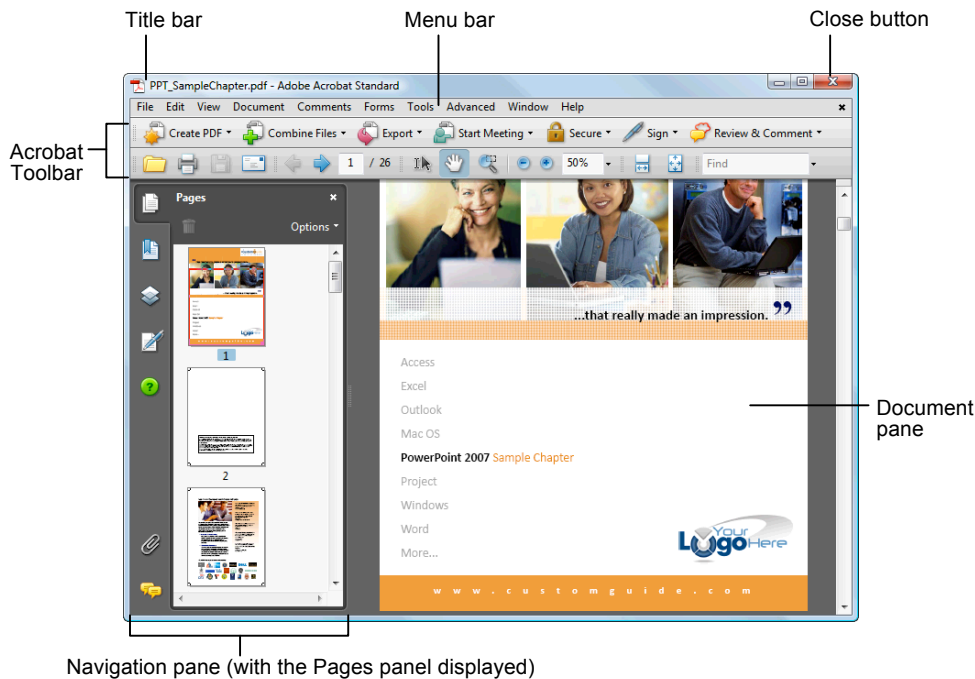 Title bar
Menu bar
Close button
PPT_SampleChapter.pdf - Adobe Acrobat Standard
File Edit View Document Comments Forms Tools Advanced Window Help
Acrobat
Toolbar
Create PDF Combine Files Export Start Meeting Secure Sign Review & Comment
1 / 26 50% Find
Pages
Options
1
2
...that really made an impression. ”
Access
Excel
Outlook
Mac OS
PowerPoint 2007 Sample Chapter
Project
Windows
Word
More...
Your
Logo Here
www.customguide.com
Document
pane
Navigation pane (with the Pages panel displayed)